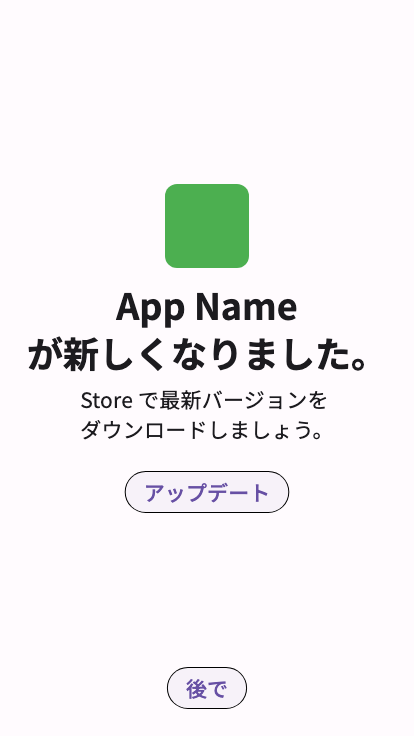 App Name
が新しくなりました。
Store で最新バージョンを
ダウンロードしましょう。
アップデート
後で